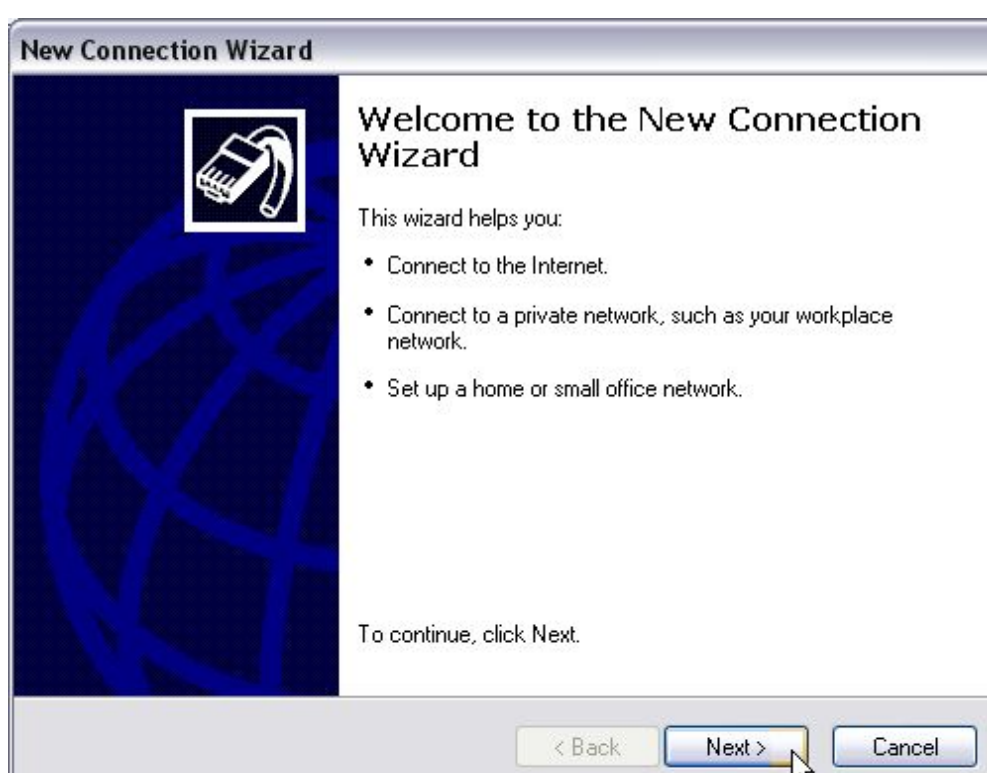 New Connection Wizard
Welcome to the New Connection
Wizard
This wizard helps you:
• Connect to the Internet.
• Connect to a private network, such as your workplace
network.
• Set up a home or small office network.
To continue, click Next.
< Back Next > Cancel